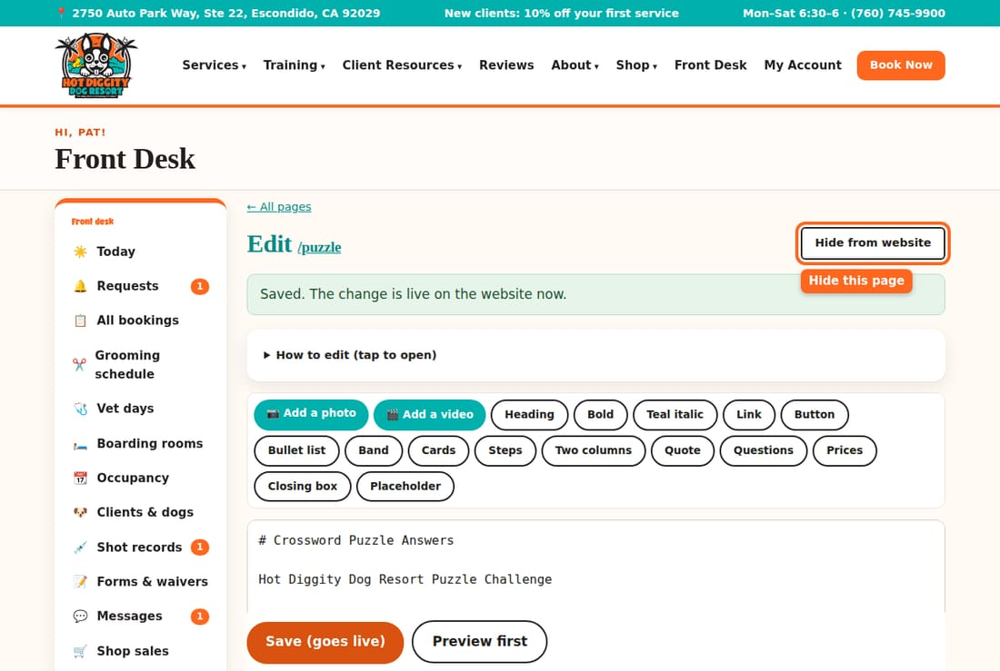 📍 2750 Auto Park Way, Ste 22, Escondido, CA 92029
New clients: 10% off your first service
Mon–Sat 6:30–6 · (760) 745-9900
HOT DIGGITY
DOG RESORT
Services ▾
Training ▾
Client Resources ▾
Reviews
About ▾
Shop ▾
Front Desk
My Account
Book Now
HI, PAT!
Front Desk
Front desk
☀️ Today
🔔 Requests 1
📋 All bookings
✂️ Grooming
schedule
🩺 Vet days
🛏️ Boarding rooms
📆 Occupancy
🐶 Clients & dogs
💉 Shot records 1
📝 Forms & waivers
💬 Messages 1
🛒 Shop sales
← All pages
Edit /puzzle
Hide from website
Hide this page
Saved. The change is live on the website now.
▶ How to edit (tap to open)
📷 Add a photo
🎬 Add a video
Heading
Bold
Teal italic
Link
Button
Bullet list
Band
Cards
Steps
Two columns
Quote
Questions
Prices
Closing box
Placeholder
# Crossword Puzzle Answers
Hot Diggity Dog Resort Puzzle Challenge
Save (goes live)
Preview first